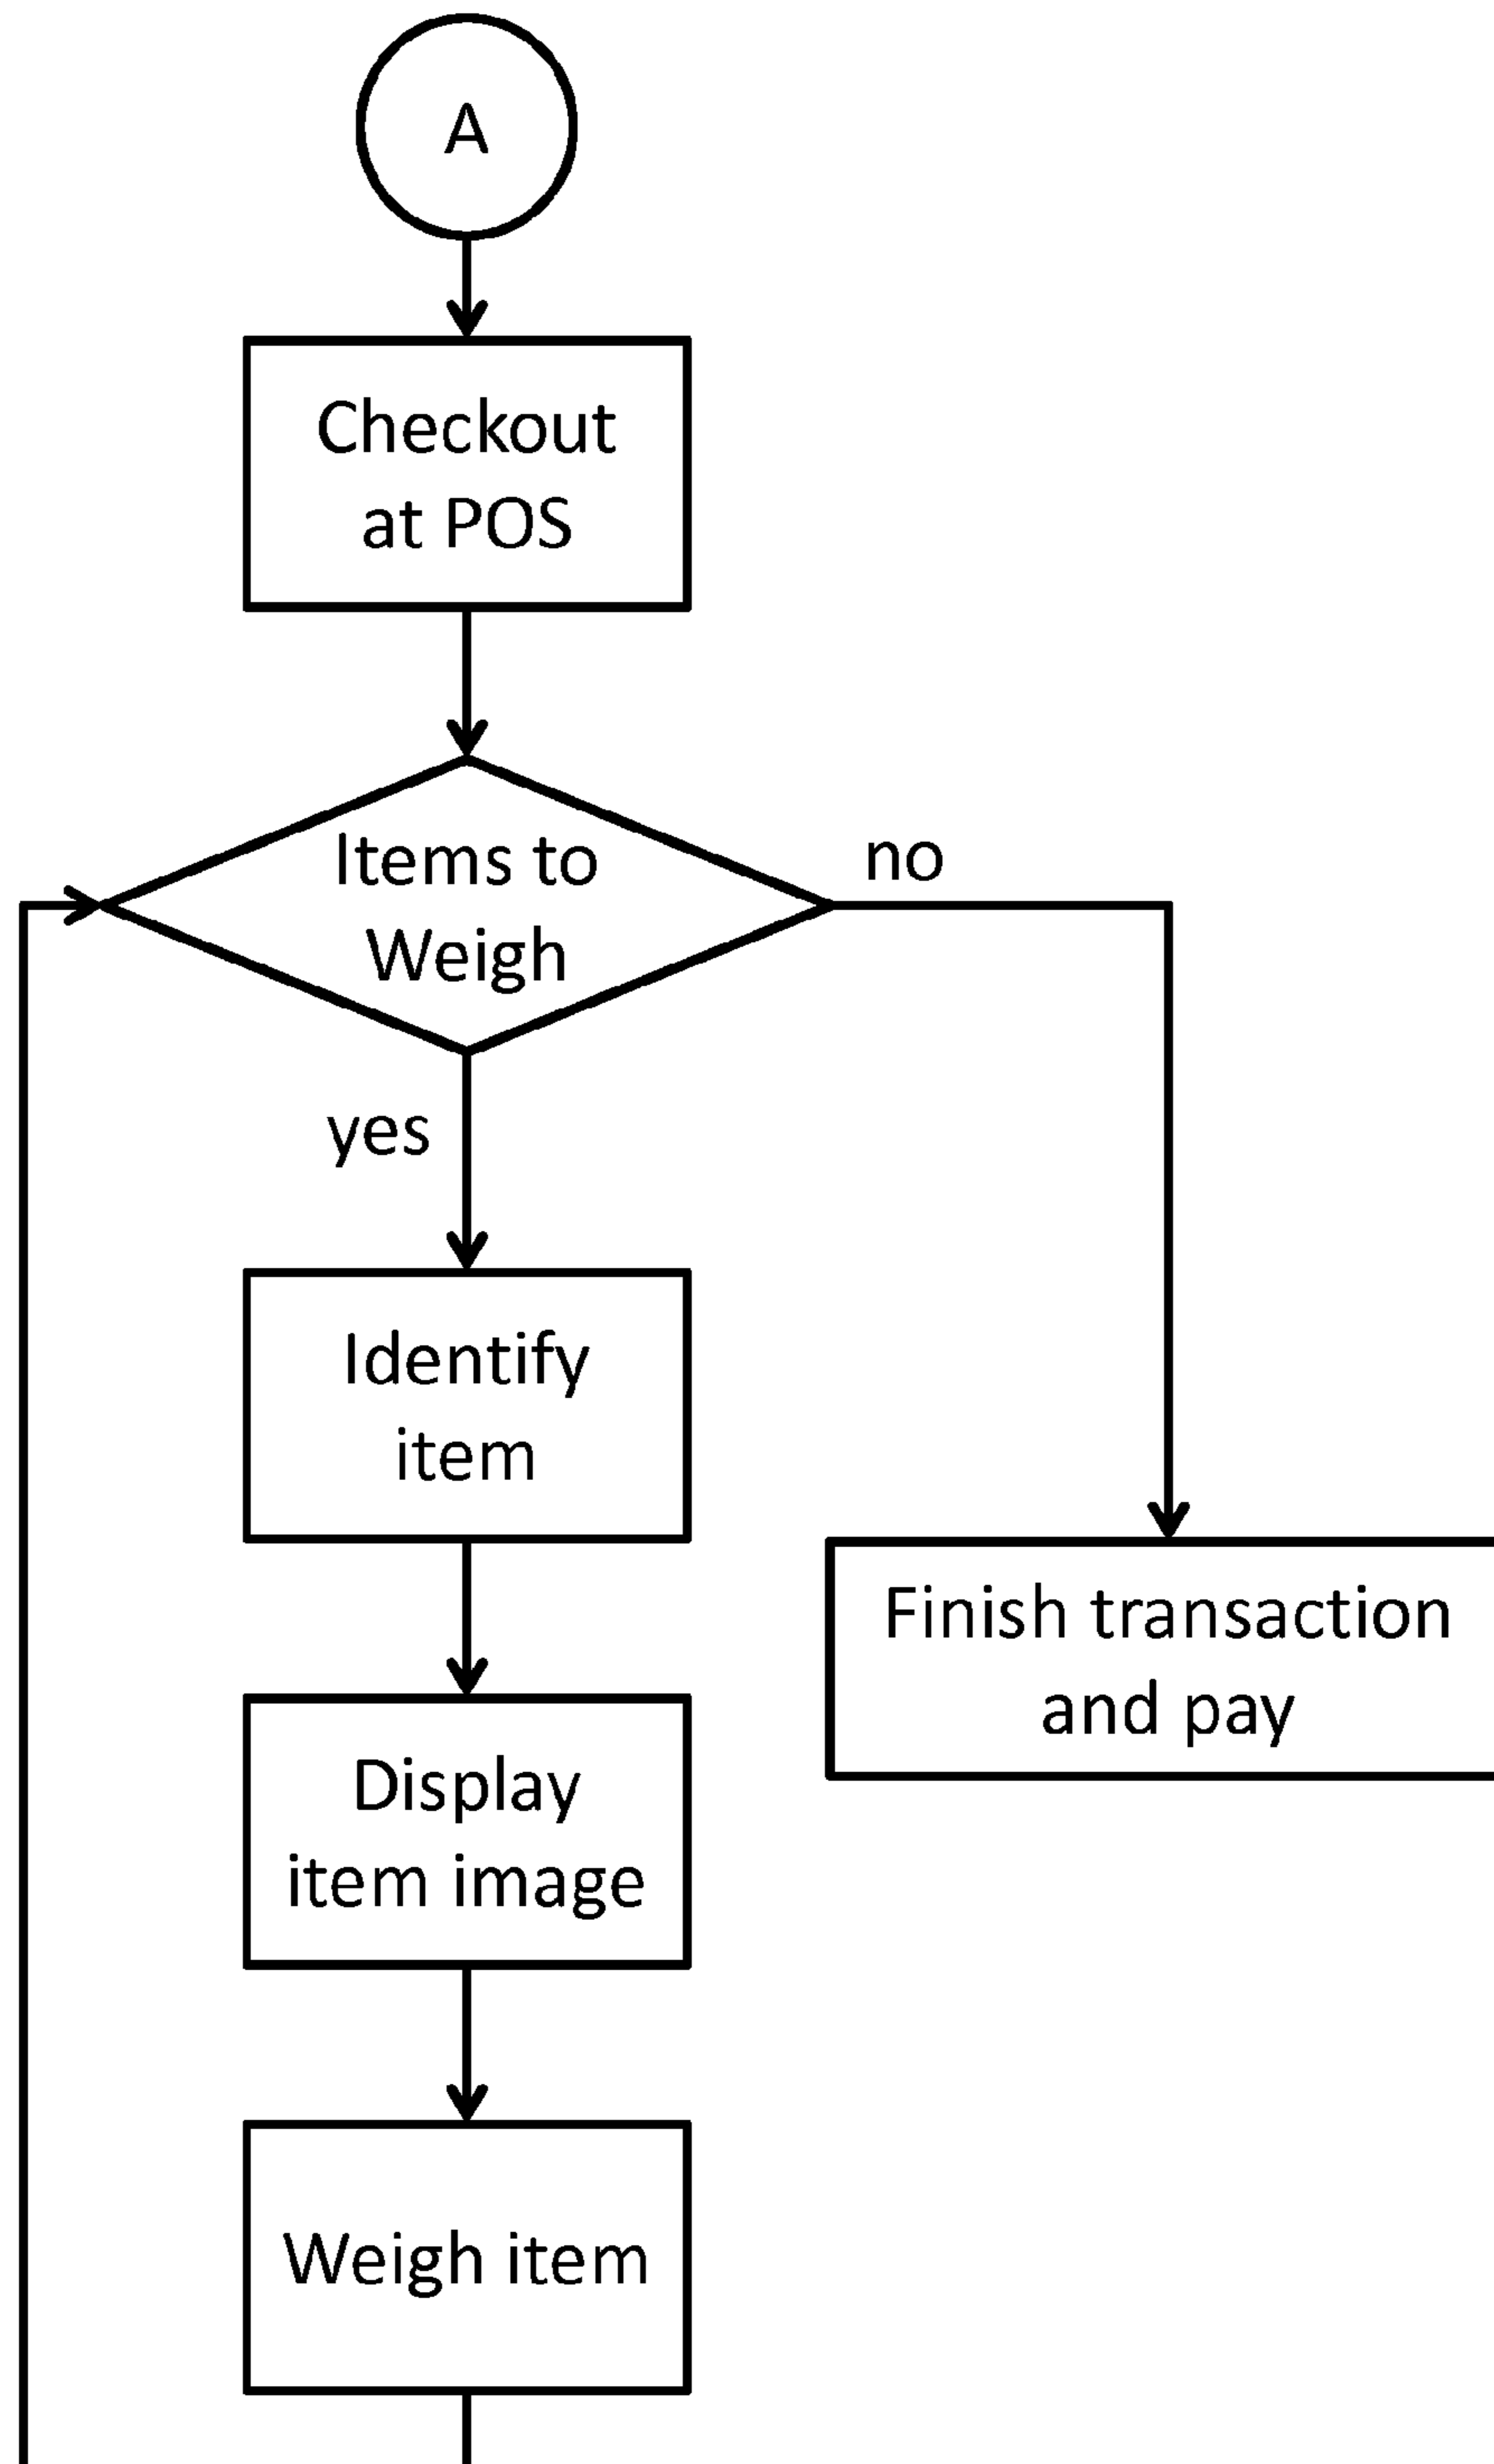 A
Checkout
at POS
Items to
Weigh
no
yes
Identify
item
Finish transaction
and pay
Display
item image
Weigh item